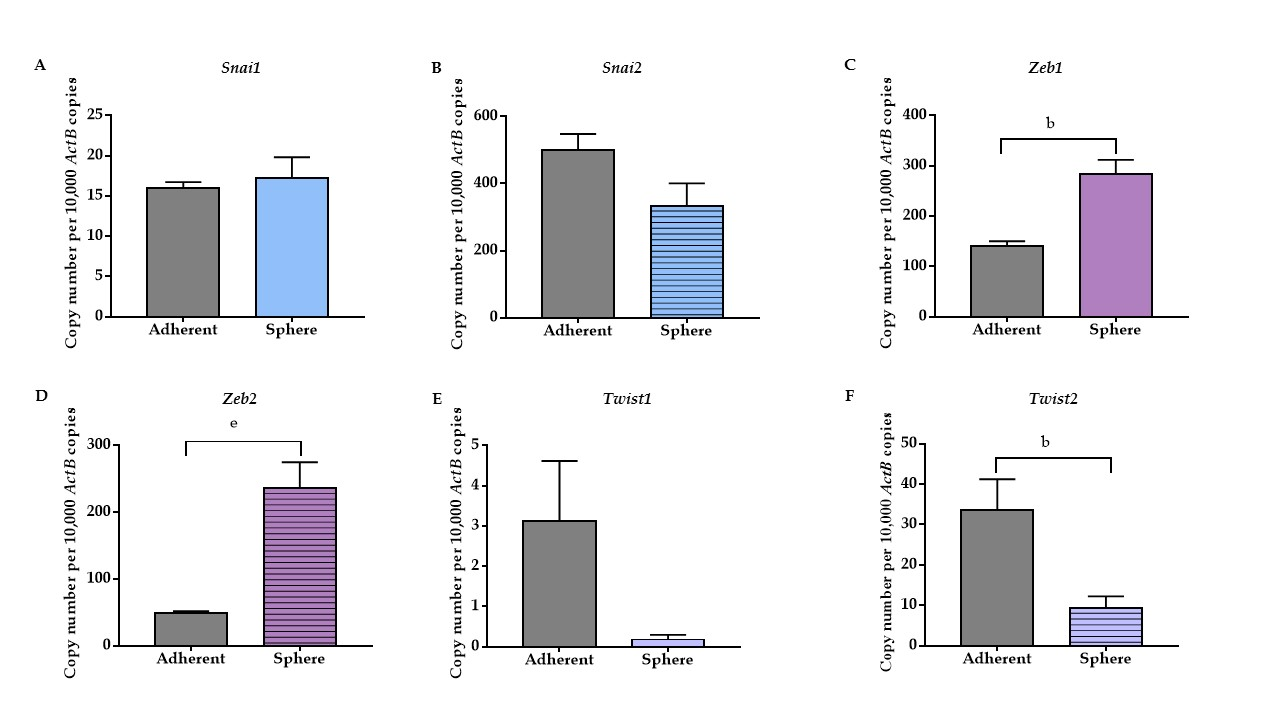 A
Snai1
Copy number per 10,000 ActB copies
25
20
15
10
5
0
Adherent
Sphere
B
Snai2
Copy number per 10,000 ActB copies
600
400
200
0
Adherent
Sphere
C
Zeb1
Copy number per 10,000 ActB copies
400
300
200
100
0
b
Adherent
Sphere
D
Zeb2
Copy number per 10,000 ActB copies
300
200
100
0
e
Adherent
Sphere
E
Twist1
Copy number per 10,000 ActB copies
5
4
3
2
1
0
Adherent
Sphere
F
Twist2
Copy number per 10,000 ActB copies
50
40
30
20
10
0
b
Adherent
Sphere